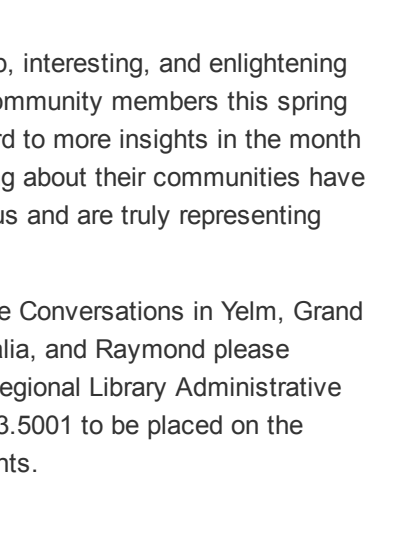 o, interesting, and enlightening
ommunity members this spring
rd to more insights in the month
g about their communities have
us and are truly representing
e Conversations in Yelm, Grand
alia, and Raymond please
egional Library Administrative
3.5001 to be placed on the
nts.